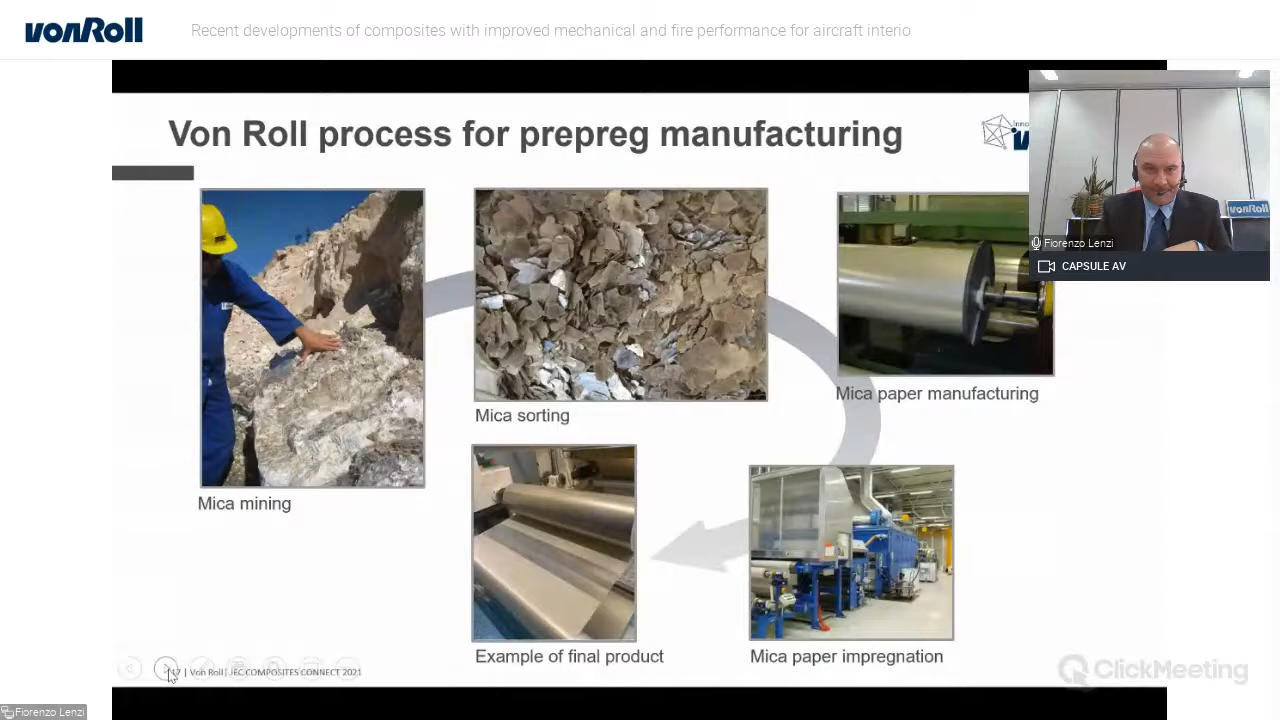 vonRoll
Recent developments of composites with improved mechanical and fire performance for aircraft interio
Von Roll process for prepreg manufacturing
vonRoll
Fiorenzo Lenzi
CAPSULE AV
Mica paper manufacturing
Mica sorting
Mica mining
Example of final product
Mica paper impregnation
17 | Von Roll | JEC COMPOSITES CONNECT 2021
ClickMeeting
Fiorenzo Lenzi